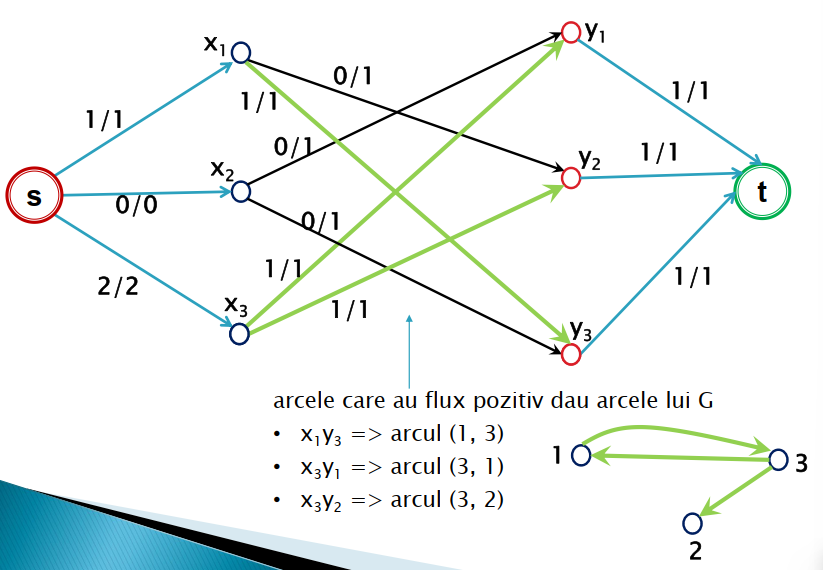 x₁
y₁
0/1
1/1
1/1
1/1
0/1
x₂
y₂
1/1
s
t
0/0
0/1
1/1
1/1
2/2
x₃
1/1
y₃
arcele care au flux pozitiv dau arcele lui G
• x₁y₃ => arcul (1, 3)
• x₃y₁ => arcul (3, 1)
• x₃y₂ => arcul (3, 2)
1
3
2